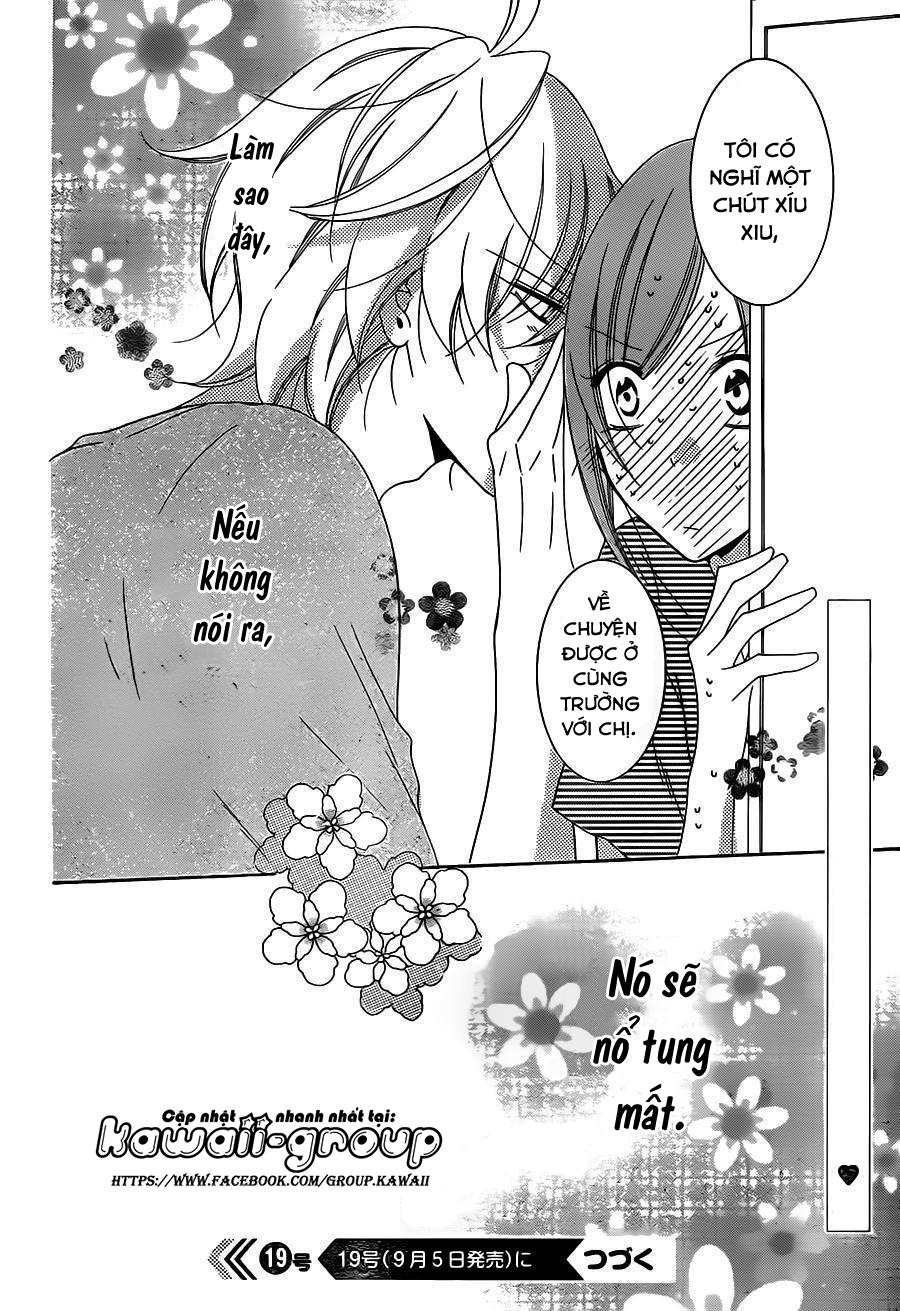 TÔI CÓ
NGHĨ MỘT
CHÚT XÍU
XIU,
VỀ
CHUYỆN
ĐƯỢC Ở
CÙNG
TRƯỜNG
VỚI CHỊ.
Làm
sao
đây,
Nếu
không
nói ra,
Nó sẽ
nổ tung
mất.
Cập nhật nhanh nhất tại:
kawaii-group
HTTPS://WWW.FACEBOOK.COM/GROUP.KAWAII
19号 19号(9月5日発売)に つづく